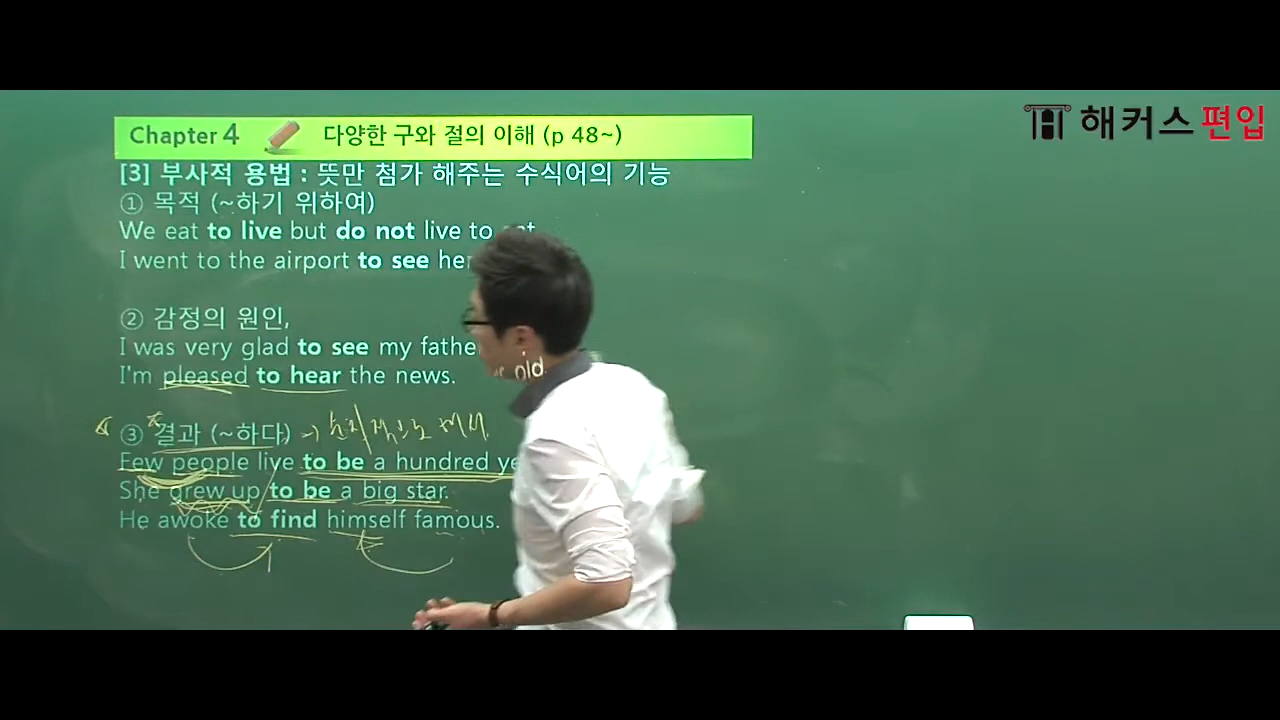 해커스편입
Chapter 4 다양한 구와 절의 이해 (p 48~)
[3] 부사적 용법 : 뜻만 첨가 해주는 수식어의 기능
① 목적 (~하기 위하여)
We eat to live but do not live to
I went to the airport to see her
② 감정의 원인,
I was very glad to see my fathe
I'm pleased to hear the news.
③ 결과 (~하다) →
Few people live to be a hundred ye
old.
She grew up to be a big star.
He awoke to find himself famous.